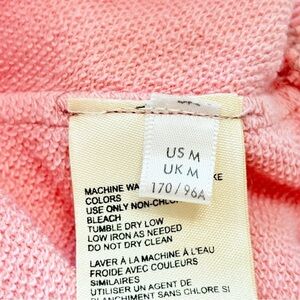 US M
UK M
170 / 96A
MACHINE WA
COLORS
USE ONLY NON-CHLO
BLEACH
TUMBLE DRY LOW
LOW IRON AS NEEDED
DO NOT DRY CLEAN
LAVER À LA MACHINE À L'EAU
FROIDE AVEC COULEURS
SIMILAIRES
UTILISER UN AGENT DE
BLANCHIMENT SANS CHLORE SI